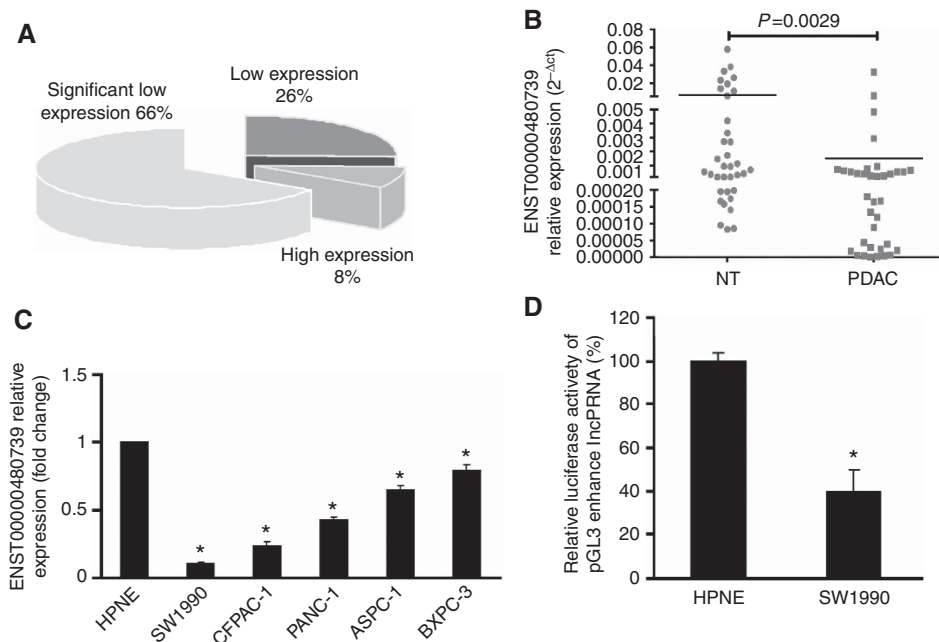 A
Significant low
expression 66%
Low expression
26%
High expression
8%
B
P=0.0029
ENST00000480739
relative expression (2−Δct)
0.08
0.06
0.04
0.02
0.005
0.002
0.001
0.00020
0.00015
0.00010
0.00005
0.00000
NT
PDAC
C
ENST00000480739 relative
expression (fold change)
1.5
1
0.5
0
*
*
*
*
*
HPNE
SW1990
CFPAC-1
PANC-1
ASPC-1
BXPC-3
D
Relative luciferase activety of
pGL3 enhance lncPRNA (%)
120
100
80
60
40
20
0
*
HPNE
SW1990